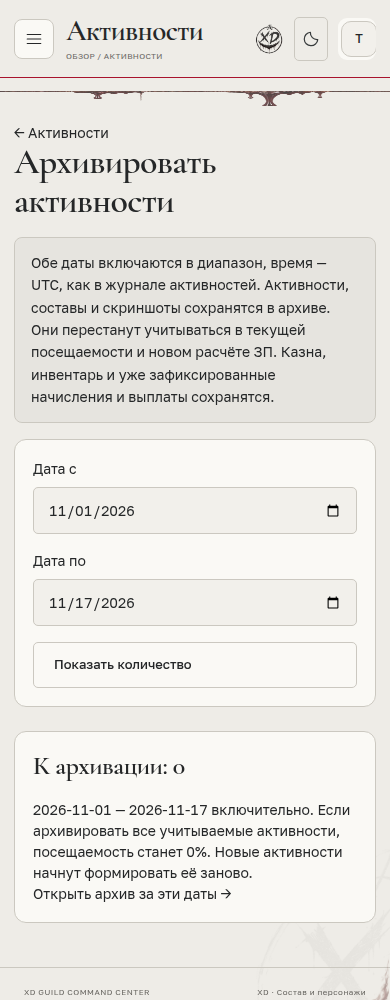 Активности
ОБЗОР / АКТИВНОСТИ
XD
T
← Активности
Архивировать
активности
Обе даты включаются в диапазон, время —
UTC, как в журнале активностей. Активности,
составы и скриншоты сохранятся в архиве.
Они перестанут учитываться в текущей
посещаемости и новом расчёте ЗП. Казна,
инвентарь и уже зафиксированные
начисления и выплаты сохранятся.
Дата с
11/01/2026
Дата по
11/17/2026
Показать количество
К архивации: 0
2026-11-01 — 2026-11-17 включительно. Если
архивировать все учитываемые активности,
посещаемость станет 0%. Новые активности
начнут формировать её заново.
Открыть архив за эти даты →
XD GUILD COMMAND CENTER
XD · Состав и персонажи